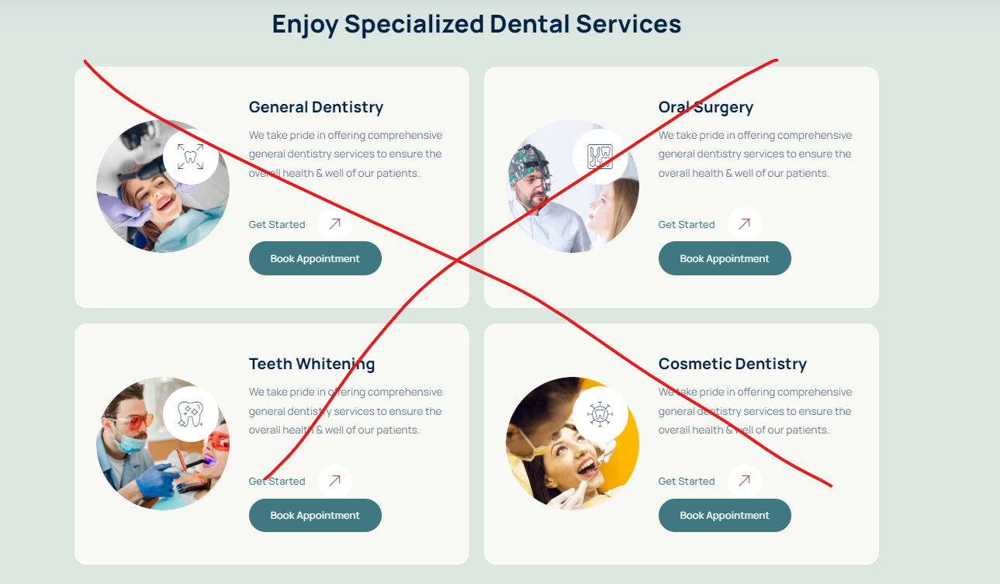 Enjoy Specialized Dental Services
General Dentistry
We take pride in offering comprehensive
general dentistry services to ensure the
overall health & well of our patients.
Get Started
Book Appointment
Oral Surgery
We take pride in offering comprehensive
general dentistry services to ensure the
overall health & well of our patients.
Get Started
Book Appointment
Teeth Whitening
We take pride in offering comprehensive
general dentistry services to ensure the
overall health & well of our patients.
Get Started
Book Appointment
Cosmetic Dentistry
We take pride in offering comprehensive
general dentistry services to ensure the
overall health & well of our patients.
Get Started
Book Appointment